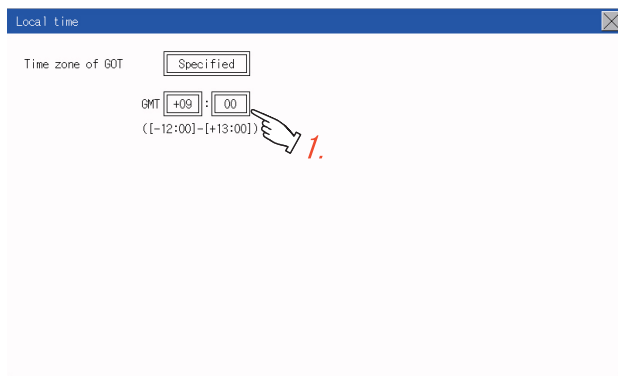 Local time
Time zone of GOT Specified
GMT +09 : 00
([-12:00]-[+13:00])
1.